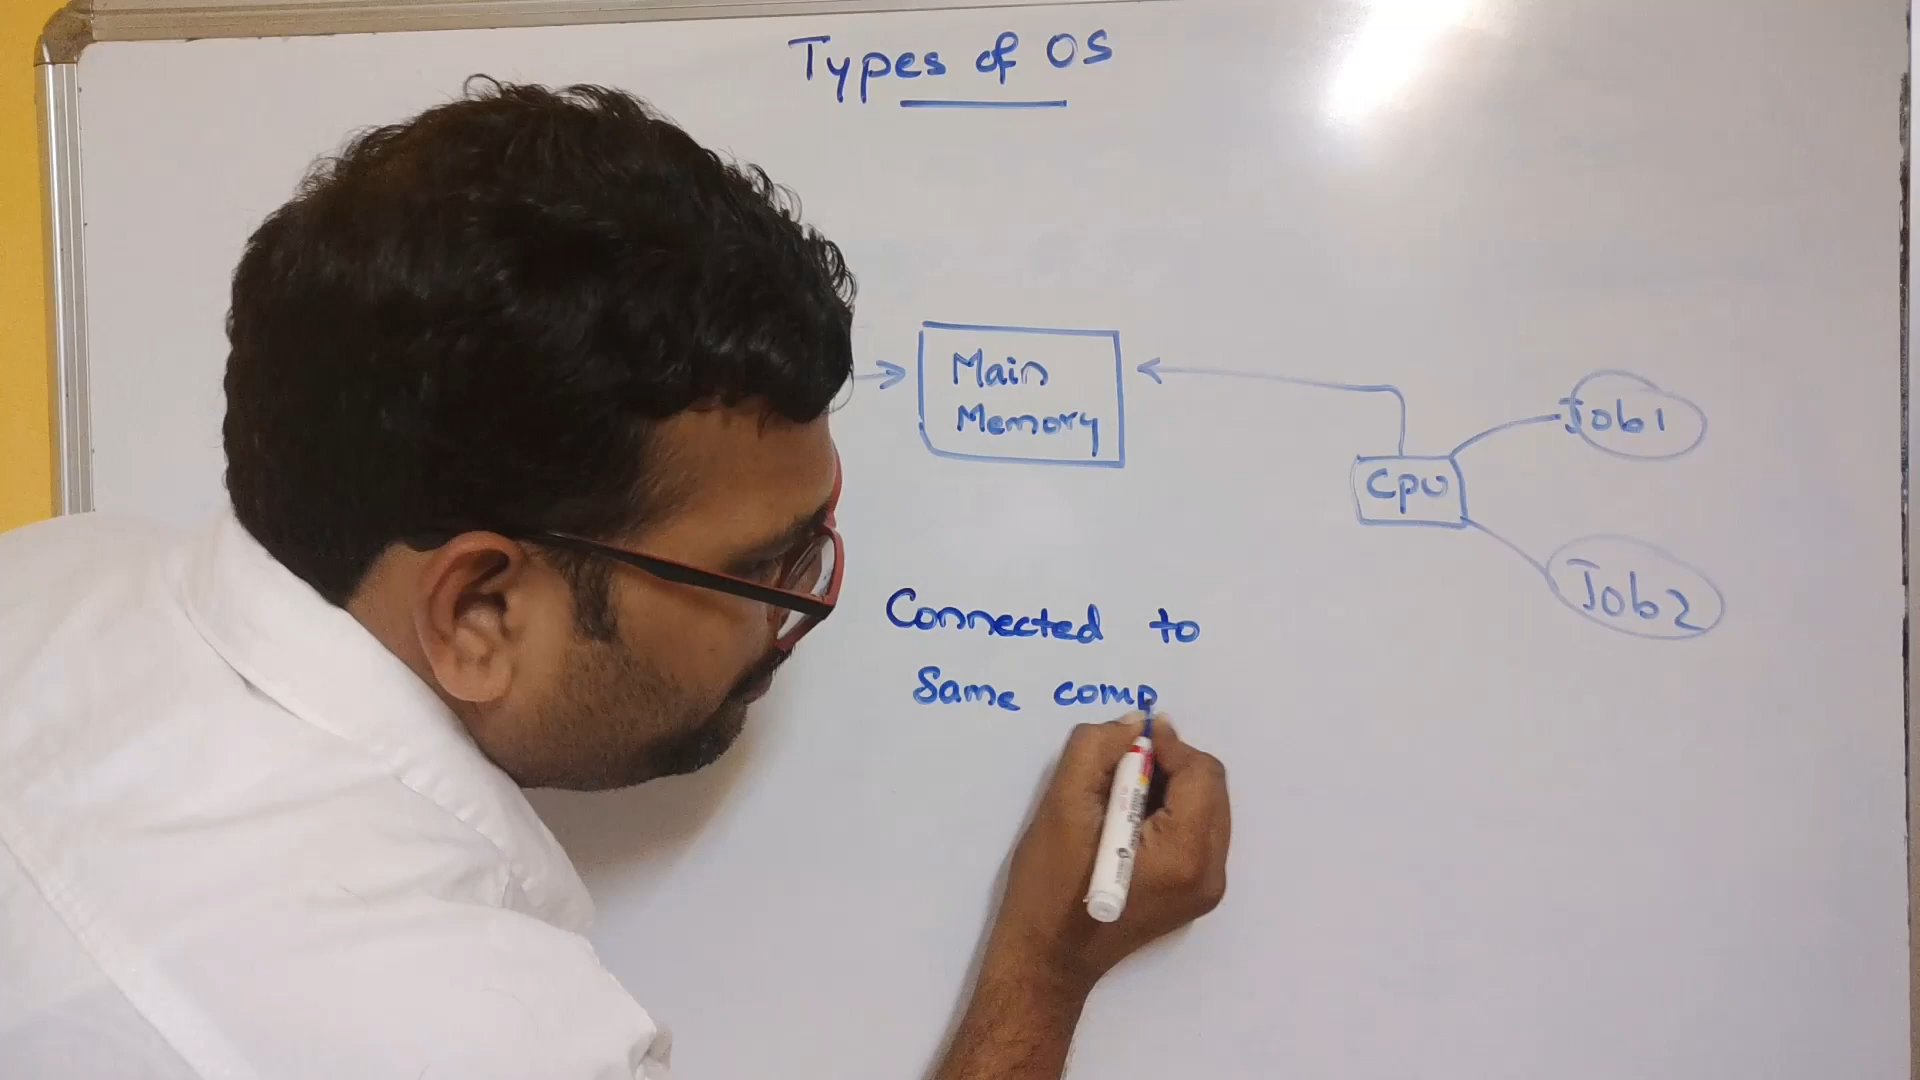 Types of OS
Main
Memory
CPU
Job1
Job2
Connected to
Same comp